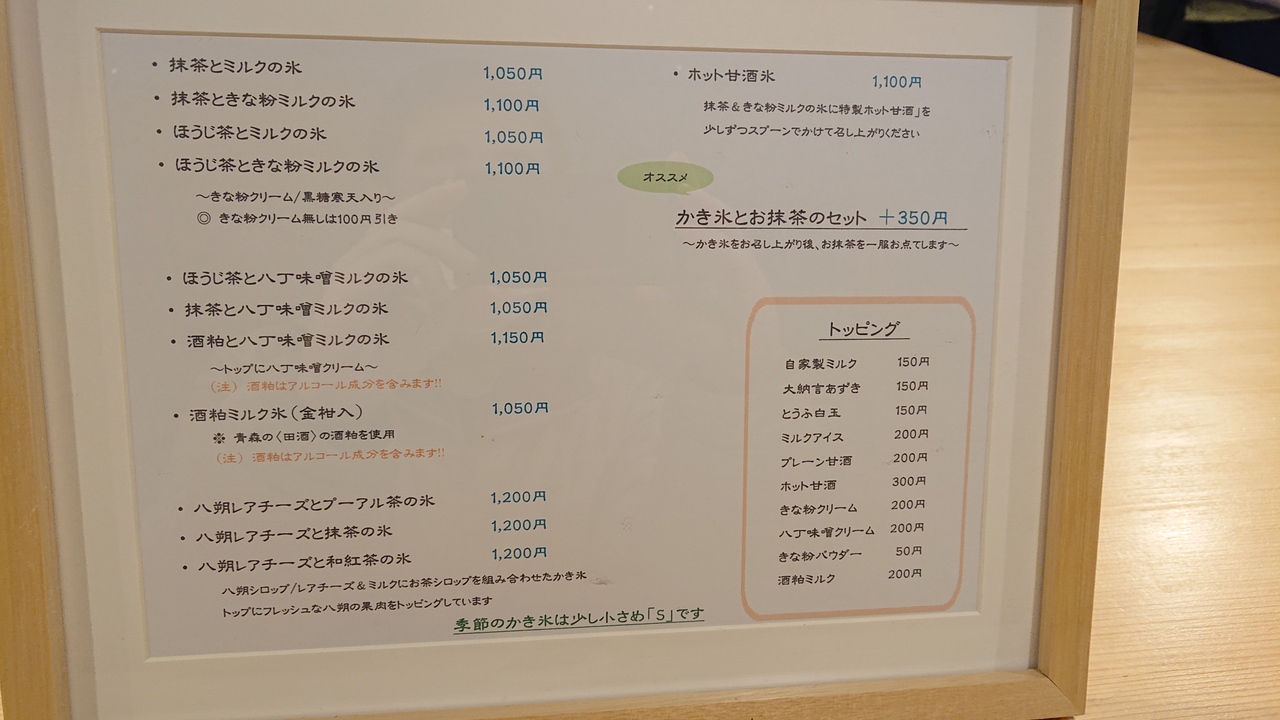 ・抹茶とミルクの氷 1,050円
・抹茶ときな粉ミルクの氷 1,100円
・ほうじ茶とミルクの氷 1,050円
・ほうじ茶ときな粉ミルクの氷 1,100円
〜きな粉クリーム/黒糖寒天入り〜
◎ きな粉クリーム無しは100円引き
・ほうじ茶と八丁味噌ミルクの氷 1,050円
・抹茶と八丁味噌ミルクの氷 1,050円
・酒粕と八丁味噌ミルクの氷 1,150円
〜トップに八丁味噌クリーム〜
（注） 酒粕はアルコール成分を含みます!!
・酒粕ミルク氷（金柑入） 1,050円
※ 青森の〈田酒〉の酒粕を使用
（注） 酒粕はアルコール成分を含みます!!
・八朔レアチーズとプーアル茶の氷 1,200円
・八朔レアチーズと抹茶の氷 1,200円
・八朔レアチーズと和紅茶の氷 1,200円
八朔シロップ/レアチーズ＆ミルクにお茶シロップを組み合わせたかき氷
トップにフレッシュな八朔の果肉をトッピングしています
季節のかき氷は少し小さめ「S」です
・ホット甘酒氷 1,100円
抹茶＆きな粉ミルクの氷に特製ホット甘酒」を
少しずつスプーンでかけて召し上がりください
オススメ
かき氷とお抹茶のセット ＋350円
〜かき氷をお召し上がり後、お抹茶を一服お点てします〜
トッピング
自家製ミルク 150円
大納言あずき 150円
とうふ白玉 150円
ミルクアイス 200円
プレーン甘酒 200円
ホット甘酒 300円
きな粉クリーム 200円
八丁味噌クリーム 200円
きな粉パウダー 50円
酒粕ミルク 200円